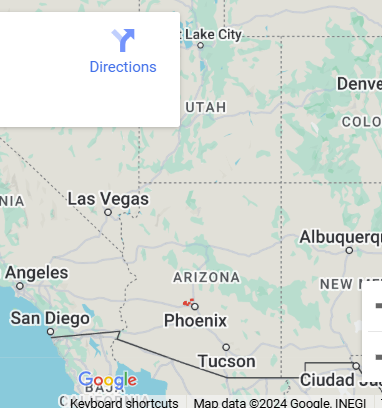 t Lake City
Directions
Denve
UTAH
COLO
NIA
Las Vegas
Albuquerqu
Angeles
ARIZONA
NEW ME
San Diego
Phoenix
Tucson
Google
Ciudad Ju
BAJA
CALIFORNIA
Keyboard shortcuts
Map data ©2024 Google, INEGI